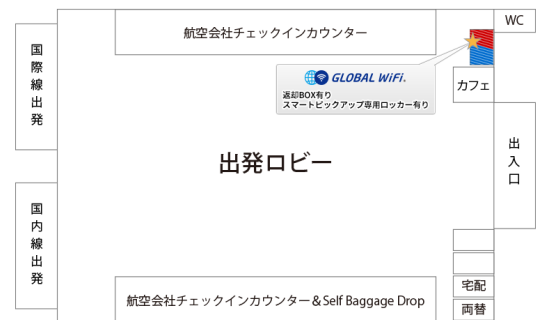 航空会社チェックインカウンター
WC
国際線出発
GLOBAL WiFi.
返却BOX有り
スマートピックアップ専用ロッカー有り
カフェ
出入口
出発ロビー
国内線出発
航空会社チェックインカウンター＆Self Baggage Drop
宅配
両替